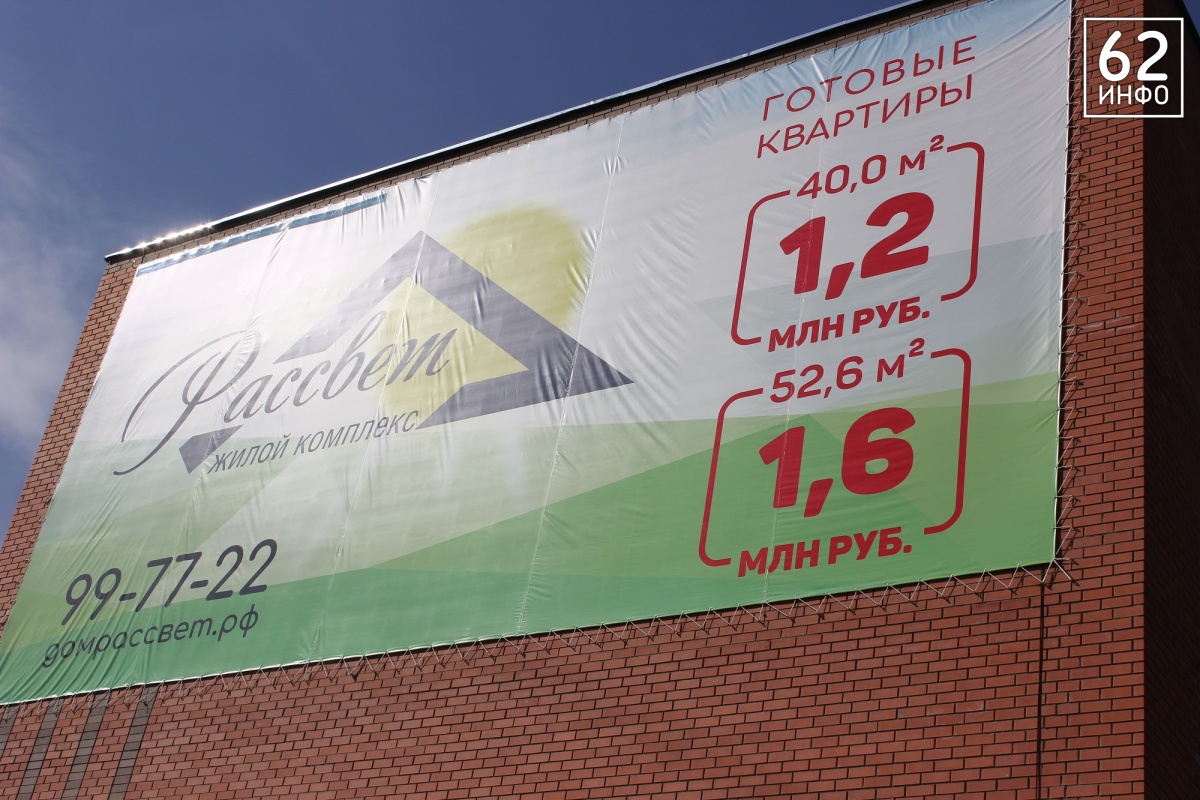 62
ИНФО
ГОТОВЫЕ
КВАРТИРЫ
40,0 м²
1,2
МЛН РУБ.
52,6 м²
1,6
МЛН РУБ.
Рассвет
ЖИЛОЙ КОМПЛЕКС
99-77-22
домрассвет.рф